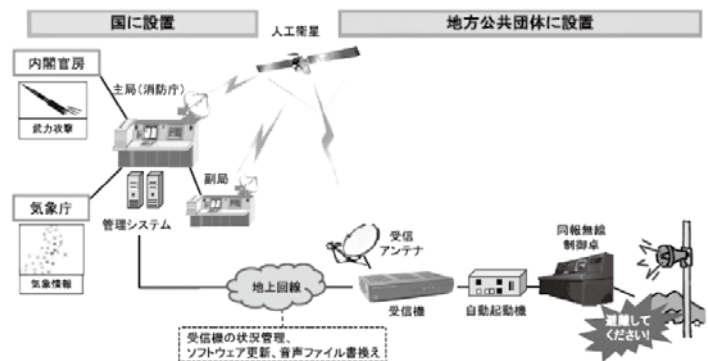 国に設置
人工衛星
地方公共団体に設置
内閣官房
主局(消防庁)
武力攻撃
副局
気象庁
管理システム
気象情報
受信
アンテナ
同報無線
制御卓
地上回線
受信機
自動起動機
避難して
ください!
受信機の状況管理、
ソフトウェア更新、音声ファイル書換え